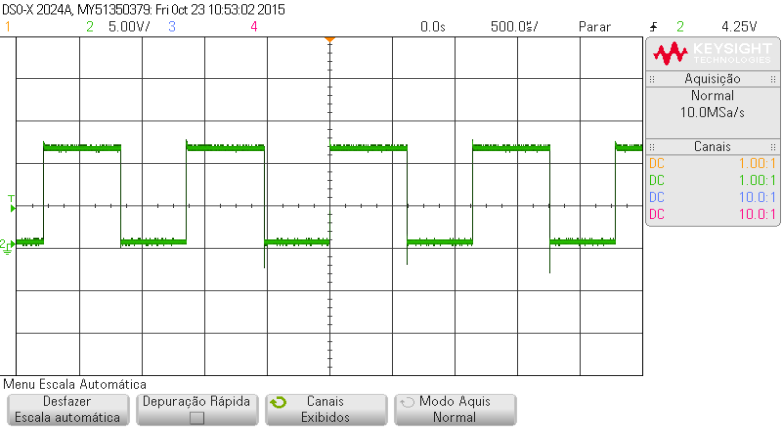 DSO-X 2024A, MY51350379: Fri Oct 23 10:53:02 2015
1 2 5.00V/ 3 4 0.0s 500.0µ/ Parar 2 4.25V
KEYSIGHT
TECHNOLOGIES
Aquisição
Normal
10.0MSa/s
Canais
DC 1.00:1
DC 1.00:1
DC 10.0:1
DC 10.0:1
T
2
Menu Escala Automática
Desfazer
Escala automática
Depuração Rápida
Canais
Exibidos
Modo Aquis
Normal